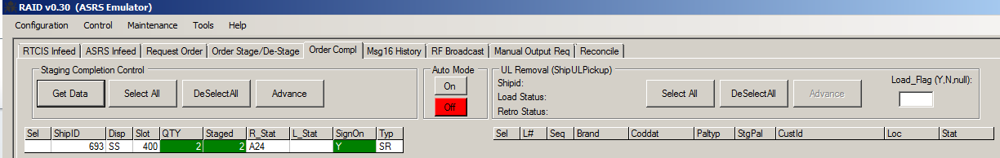 RAID v0.30 (ASRS Emulator)
Configuration Control Maintenance Tools Help
RTCIS Infeed ASRS Infeed Request Order Order Stage/De-Stage Order Compl Msg16 History RF Broadcast Manual Output Req Reconcile
Staging Completion Control
Get Data Select All DeSelectAll Advance
Auto Mode
On
Off
UL Removal (ShipULPickup)
Shipid:
Load Status:
Retro Status:
Select All DeSelectAll Advance
Load_Flag (Y,N,null):
Sel ShipID Disp Slot QTY Staged R_Stat L_Stat SignOn Typ
693 SS 400 2 2 A24 Y SR
Sel L# Seq Brand Coddat Paltyp StgPal CustId Loc Stat